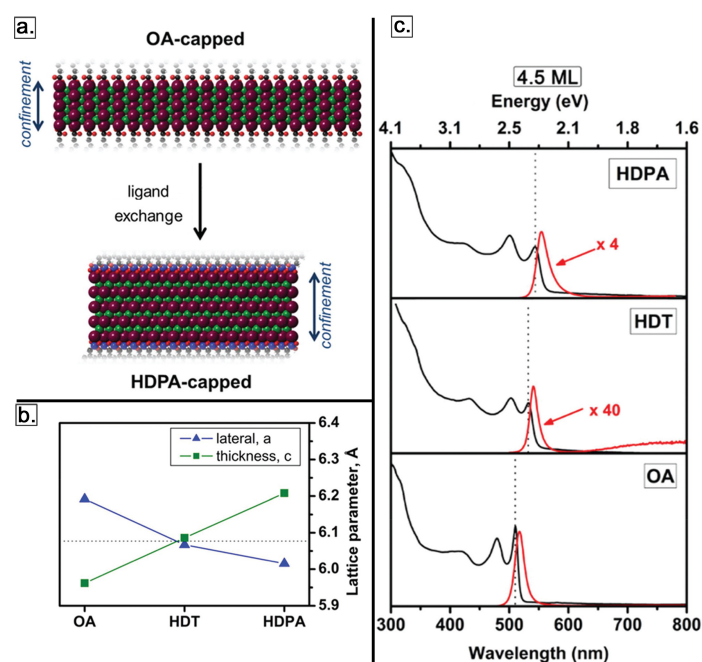 a.
OA-capped
confinement
ligand
exchange
confinement
HDPA-capped
b.
lateral, a
thickness, c
Lattice parameter, Å
6.4
6.3
6.2
6.1
6.0
5.9
OA HDT HDPA
c.
4.5 ML
Energy (eV)
4.1 3.1 2.5 2.1 1.8 1.6
HDPA
x 4
HDT
x 40
OA
300 400 500 600 700 800
Wavelength (nm)